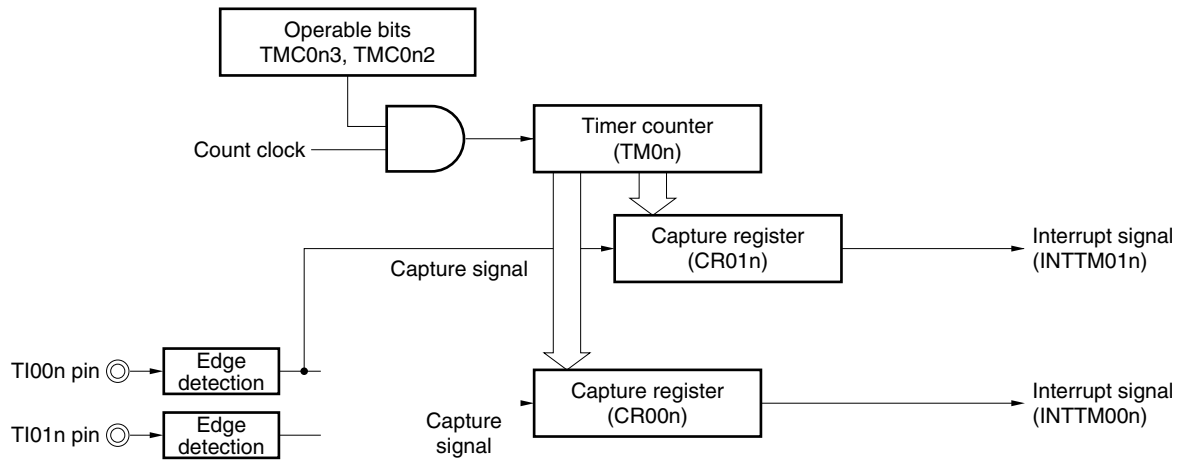 Operable bits
TMC0n3, TMC0n2
Count clock
Timer counter
(TM0n)
Capture register
(CR01n)
Interrupt signal
(INTTM01n)
Capture signal
TI00n pin
Edge
detection
Capture register
(CR00n)
Interrupt signal
(INTTM00n)
TI01n pin
Edge
detection
Capture
signal